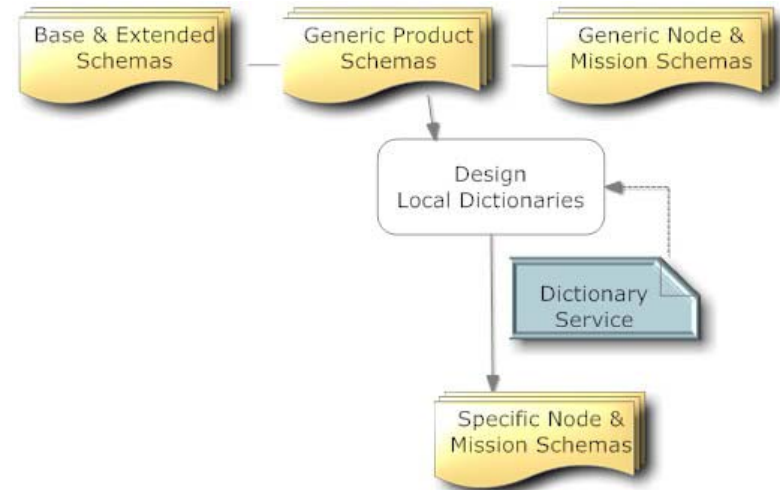 Base & Extended
Schemas
Generic Product
Schemas
Generic Node &
Mission Schemas
Design
Local Dictionaries
Dictionary
Service
Specific Node &
Mission Schemas